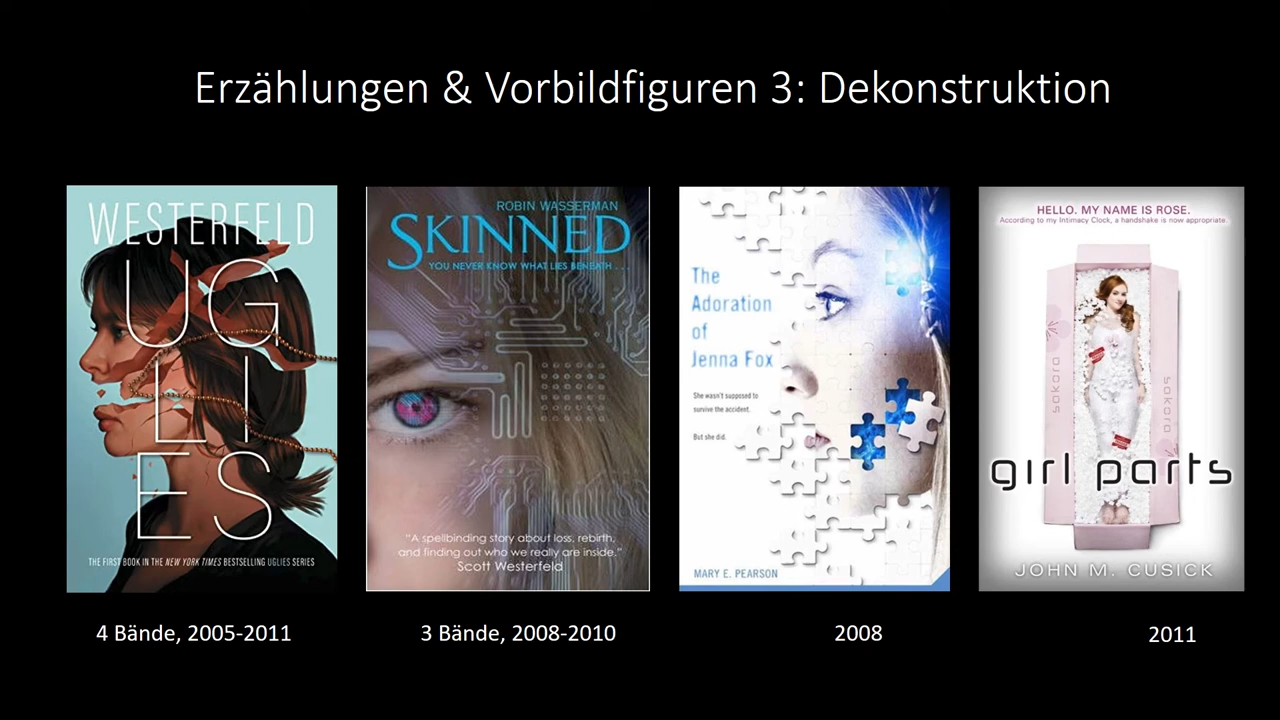 Erzählungen & Vorbildfiguren 3: Dekonstruktion
WESTERFELD
UG
LI
ES
THE FIRST BOOK IN THE NEW YORK TIMES BESTSELLING UGLIES SERIES
4 Bände, 2005-2011
ROBIN WASSERMAN
SKINNED
YOU NEVER KNOW WHAT LIES BENEATH . . .
"A spellbinding story about loss, rebirth,
and finding out who we really are inside."
Scott Westerfeld
3 Bände, 2008-2010
The
Adoration
of
Jenna Fox
She wasn't supposed to
survive the accident.
But she did.
MARY E. PEARSON
2008
HELLO. MY NAME IS ROSE.
According to my Intimacy Clock, a handshake is now appropriate.
sakora
sakora
girl parts
JOHN M. CUSICK
2011